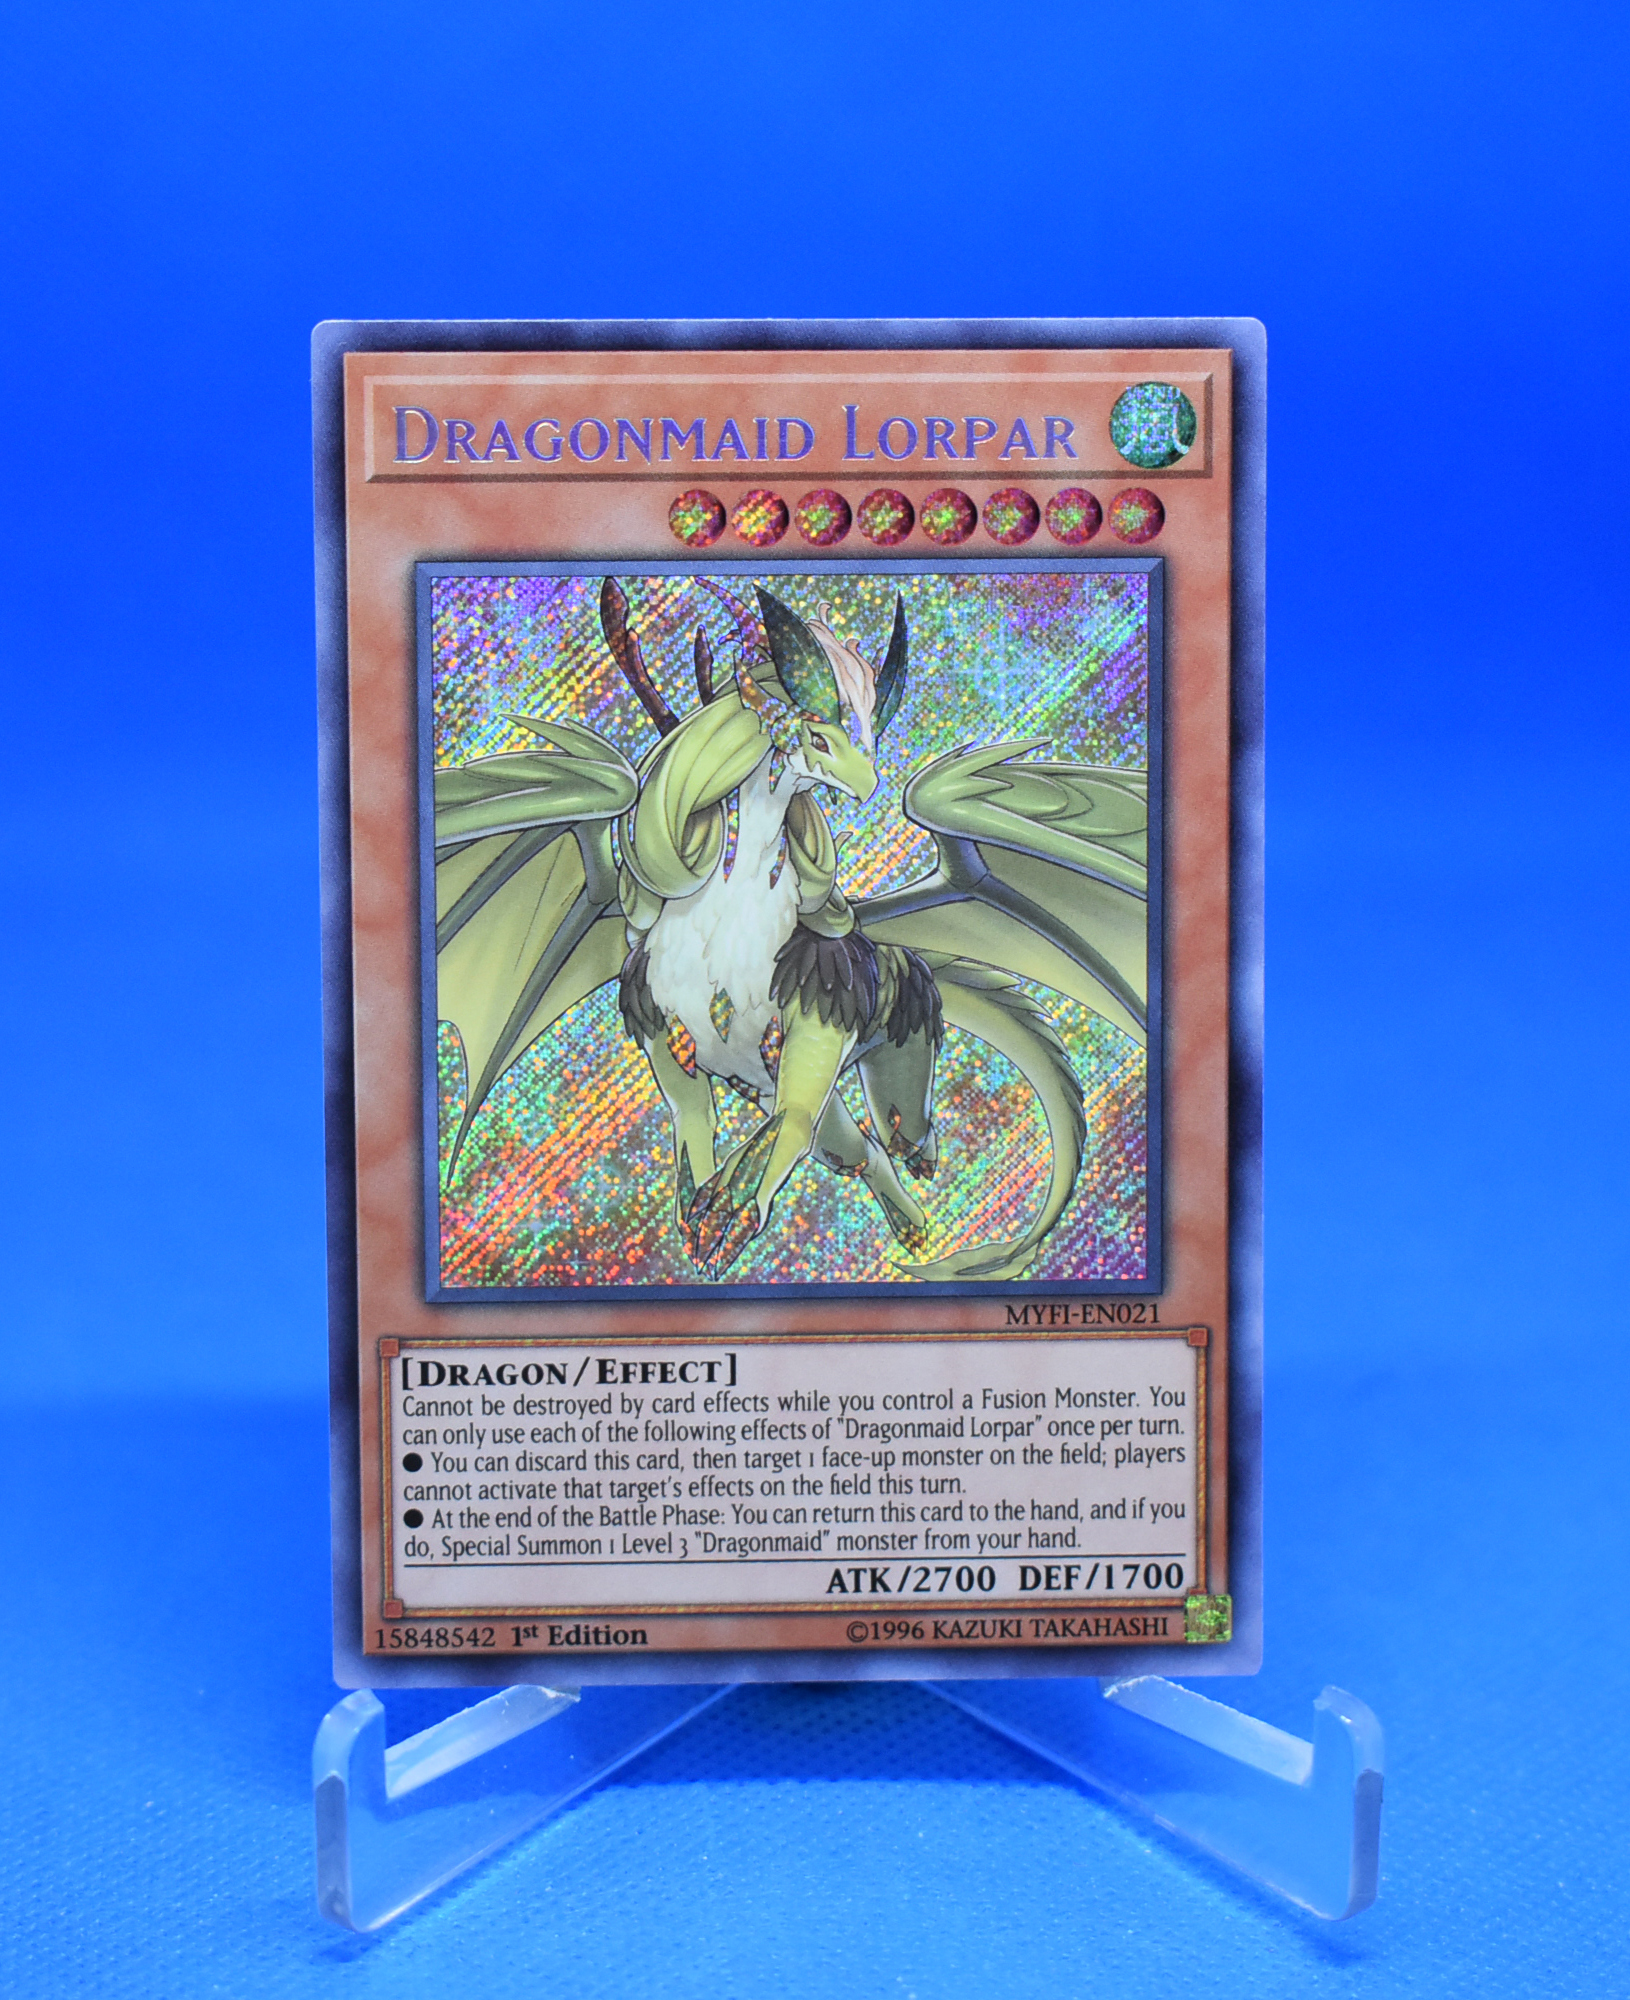 DRAGONMAID LORPAR
風
MYFI-EN021
[DRAGON/EFFECT]
Cannot be destroyed by card effects while you control a Fusion Monster. You
can only use each of the following effects of "Dragonmaid Lorpar" once per turn.
● You can discard this card, then target 1 face-up monster on the field; players
cannot activate that target's effects on the field this turn.
● At the end of the Battle Phase: You can return this card to the hand, and if you
do, Special Summon 1 Level 3 "Dragonmaid" monster from your hand.
ATK/2700 DEF/1700
15848542 1st Edition ©1996 KAZUKI TAKAHASHI